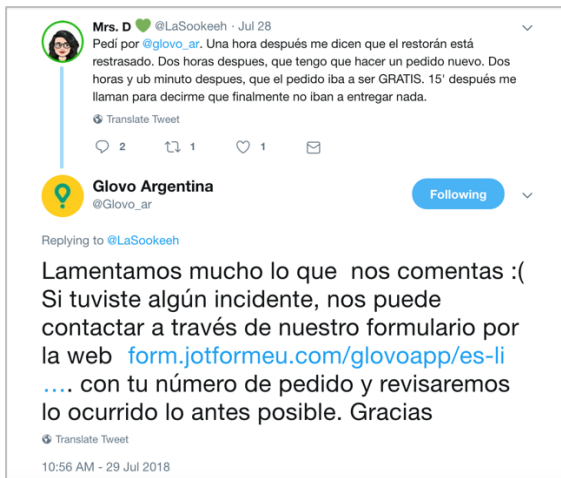 Mrs. D 💚 @LaSookeeh · Jul 28
Pedí por @glovo_ar. Una hora después me dicen que el restorán está
restrasado. Dos horas despues, que tengo que hacer un pedido nuevo. Dos
horas y ub minuto despues, que el pedido iba a ser GRATIS. 15' después me
llaman para decirme que finalmente no iban a entregar nada.
Translate Tweet
2 1 1
Glovo Argentina
@Glovo_ar
Following
Replying to @LaSookeeh
Lamentamos mucho lo que nos comentas :(
Si tuviste algún incidente, nos puede
contactar a través de nuestro formulario por
la web form.jotformeu.com/glovoapp/es-li
…. con tu número de pedido y revisaremos
lo ocurrido lo antes posible. Gracias
Translate Tweet
10:56 AM - 29 Jul 2018